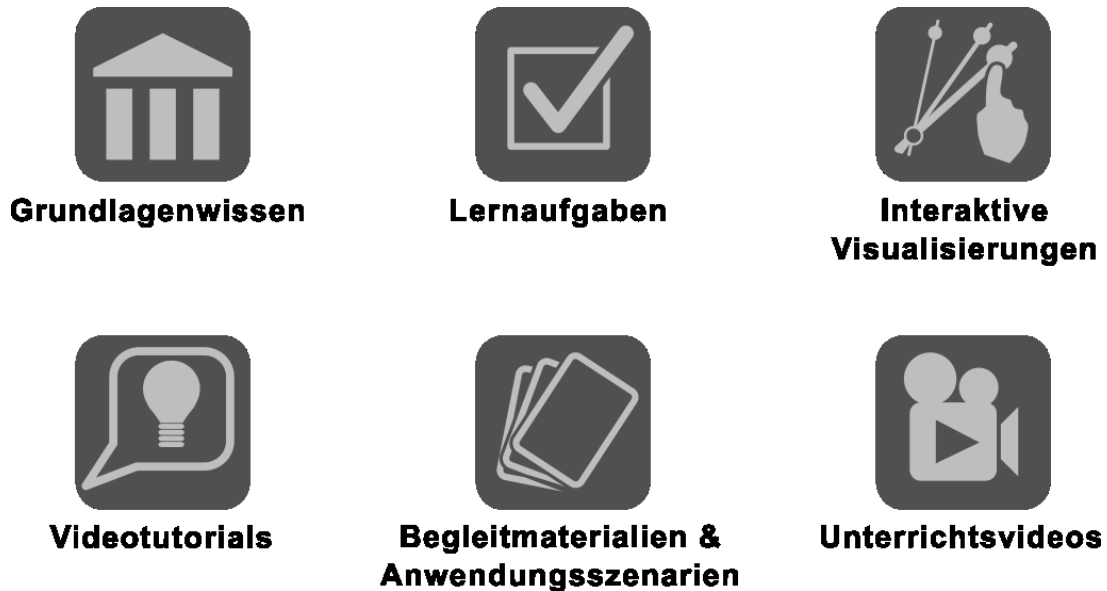 Grundlagenwissen
Lernaufgaben
Interaktive
Visualisierungen
Videotutorials
Begleitmaterialien &
Anwendungsszenarien
Unterrichtsvideos